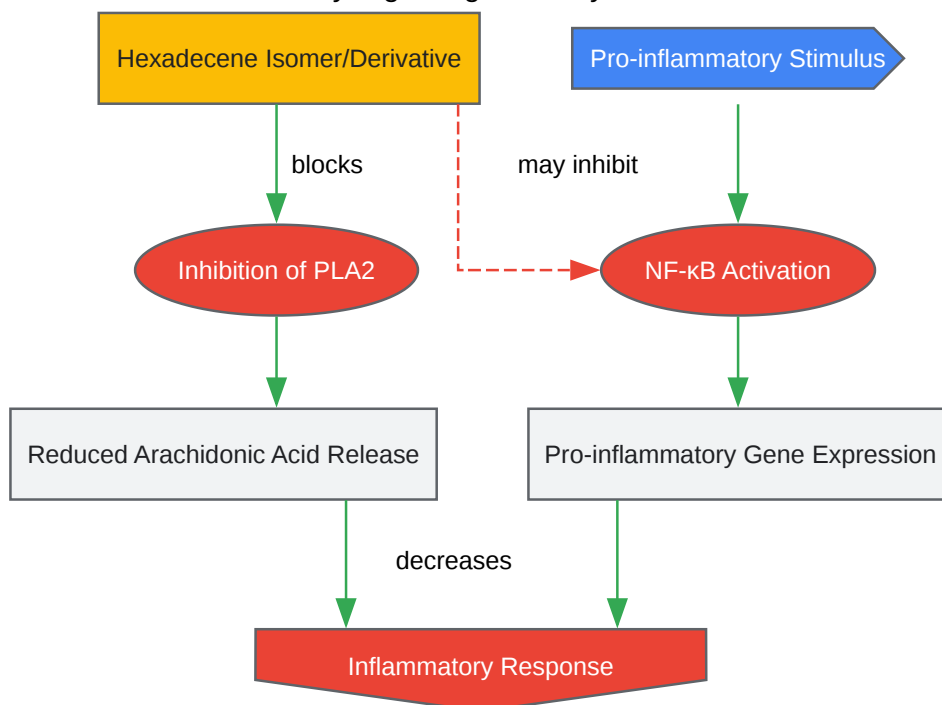 Hexadecene Isomer/Derivative
Pro-inflammatory Stimulus
blocks
may inhibit
Inhibition of PLA2
NF-κB Activation
Reduced Arachidonic Acid Release
Pro-inflammatory Gene Expression
decreases
Inflammatory Response